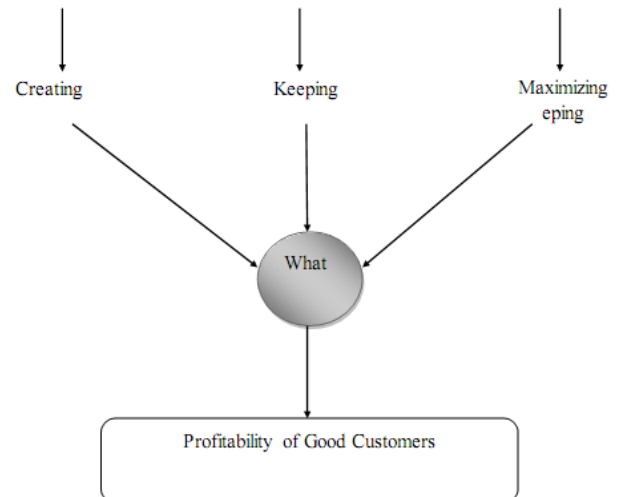 Creating
Keeping
Maximizing
eping
What
Profitability of Good Customers